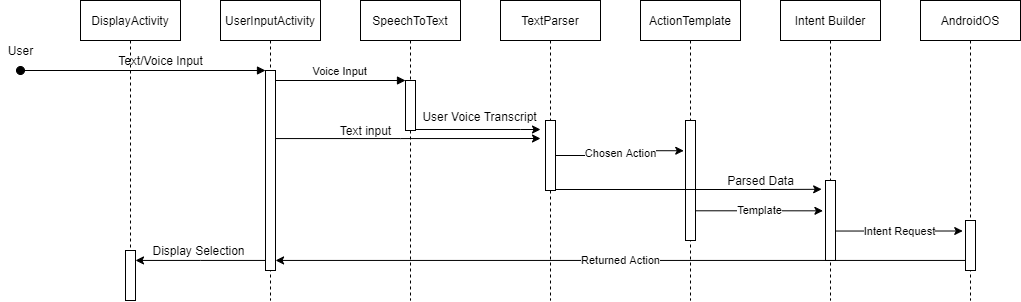 DisplayActivity
UserInputActivity
SpeechToText
TextParser
ActionTemplate
Intent Builder
AndroidOS
User
Text/Voice Input
Voice Input
User Voice Transcript
Text input
Chosen Action
Parsed Data
Template
Intent Request
Display Selection
Returned Action